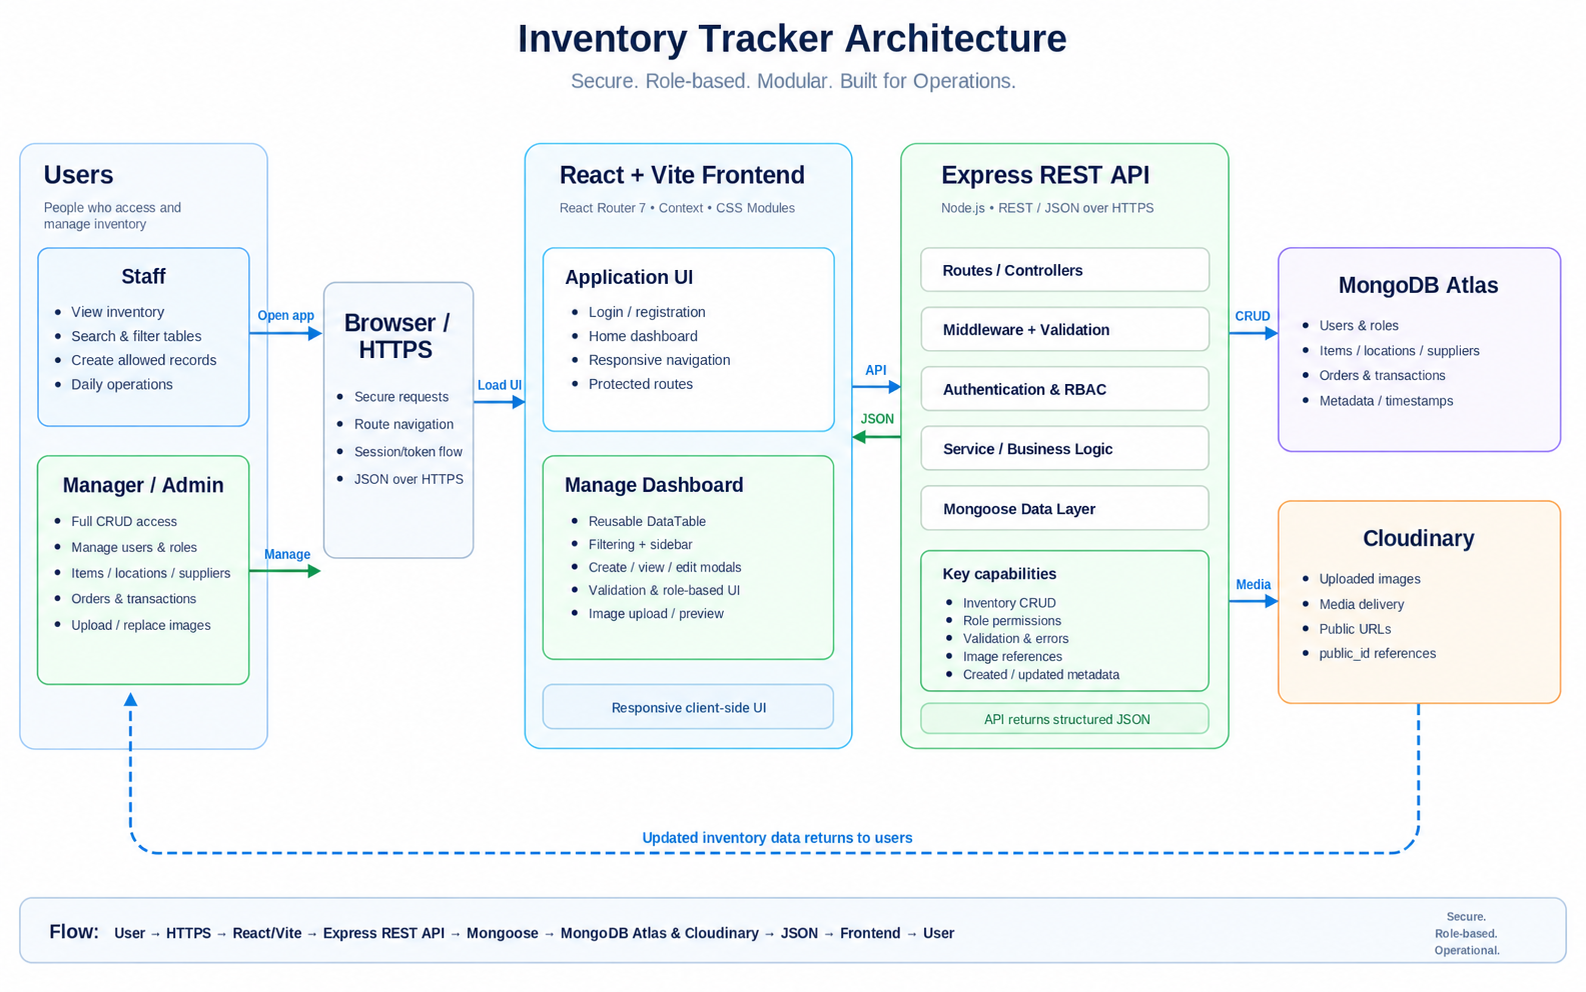 Inventory Tracker Architecture
Secure. Role-based. Modular. Built for Operations.
Users
People who access and
manage inventory
Staff
• View inventory
• Search & filter tables
• Create allowed records
• Daily operations
Manager / Admin
• Full CRUD access
• Manage users & roles
• Items / locations / suppliers
• Orders & transactions
• Upload / replace images
Open app
Manage
Browser /
HTTPS
• Secure requests
• Route navigation
• Session/token flow
• JSON over HTTPS
Load UI
React + Vite Frontend
React Router 7 • Context • CSS Modules
Application UI
• Login / registration
• Home dashboard
• Responsive navigation
• Protected routes
Manage Dashboard
• Reusable DataTable
• Filtering + sidebar
• Create / view / edit modals
• Validation & role-based UI
• Image upload / preview
Responsive client-side UI
API
JSON
Express REST API
Node.js • REST / JSON over HTTPS
Routes / Controllers
Middleware + Validation
Authentication & RBAC
Service / Business Logic
Mongoose Data Layer
Key capabilities
• Inventory CRUD
• Role permissions
• Validation & errors
• Image references
• Created / updated metadata
API returns structured JSON
CRUD
Media
MongoDB Atlas
• Users & roles
• Items / locations / suppliers
• Orders & transactions
• Metadata / timestamps
Cloudinary
• Uploaded images
• Media delivery
• Public URLs
• public_id references
Updated inventory data returns to users
Flow: User → HTTPS → React/Vite → Express REST API → Mongoose → MongoDB Atlas & Cloudinary → JSON → Frontend → User
Secure.
Role-based.
Operational.